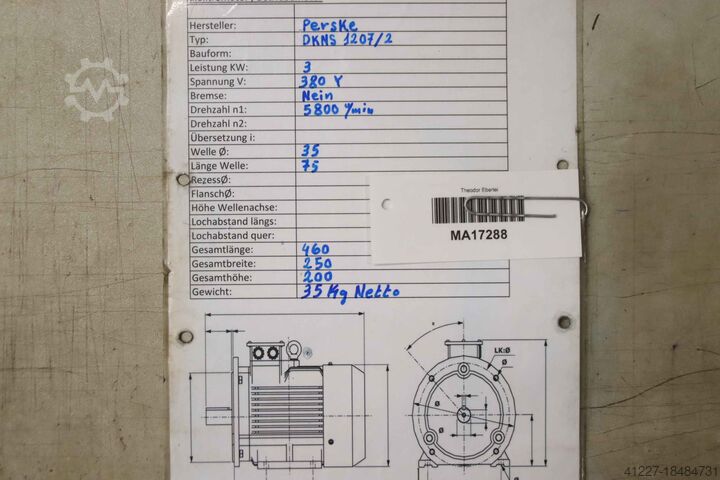 Hersteller: Perske
Typ: DKNS 1207/2
Bauform:
Leistung KW: 3
Spannung V: 380 Y
Bremse: Nein
Drehzahl n1: 5800 1/min
Drehzahl n2:
Übersetzung i:
Welle Ø: 35
Länge Welle: 75
RezessØ:
FlanschØ:
Höhe Wellenachse:
Lochabstand längs:
Lochabstand quer:
Gesamtlänge: 460
Gesamtbreite: 250
Gesamthöhe: 200
Gewicht: 35 Kg Netto
Theodor Eberlei
MA17288
LK:Ø
Ø
Ø
Ø
Ø
41227-18484731